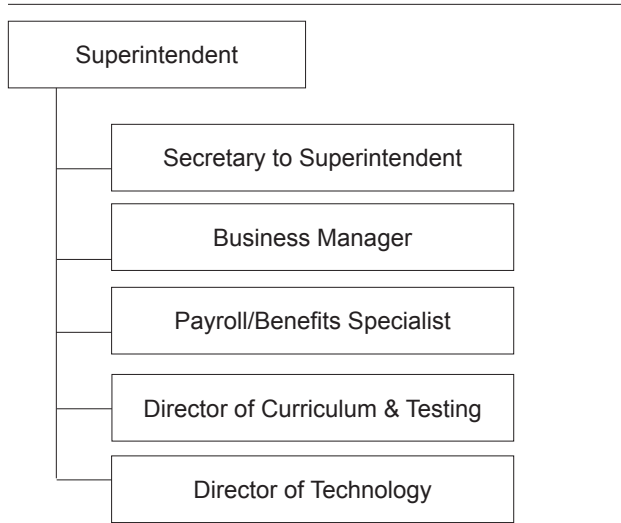 Superintendent
Secretary to Superintendent
Business Manager
Payroll/Benefits Specialist
Director of Curriculum & Testing
Director of Technology